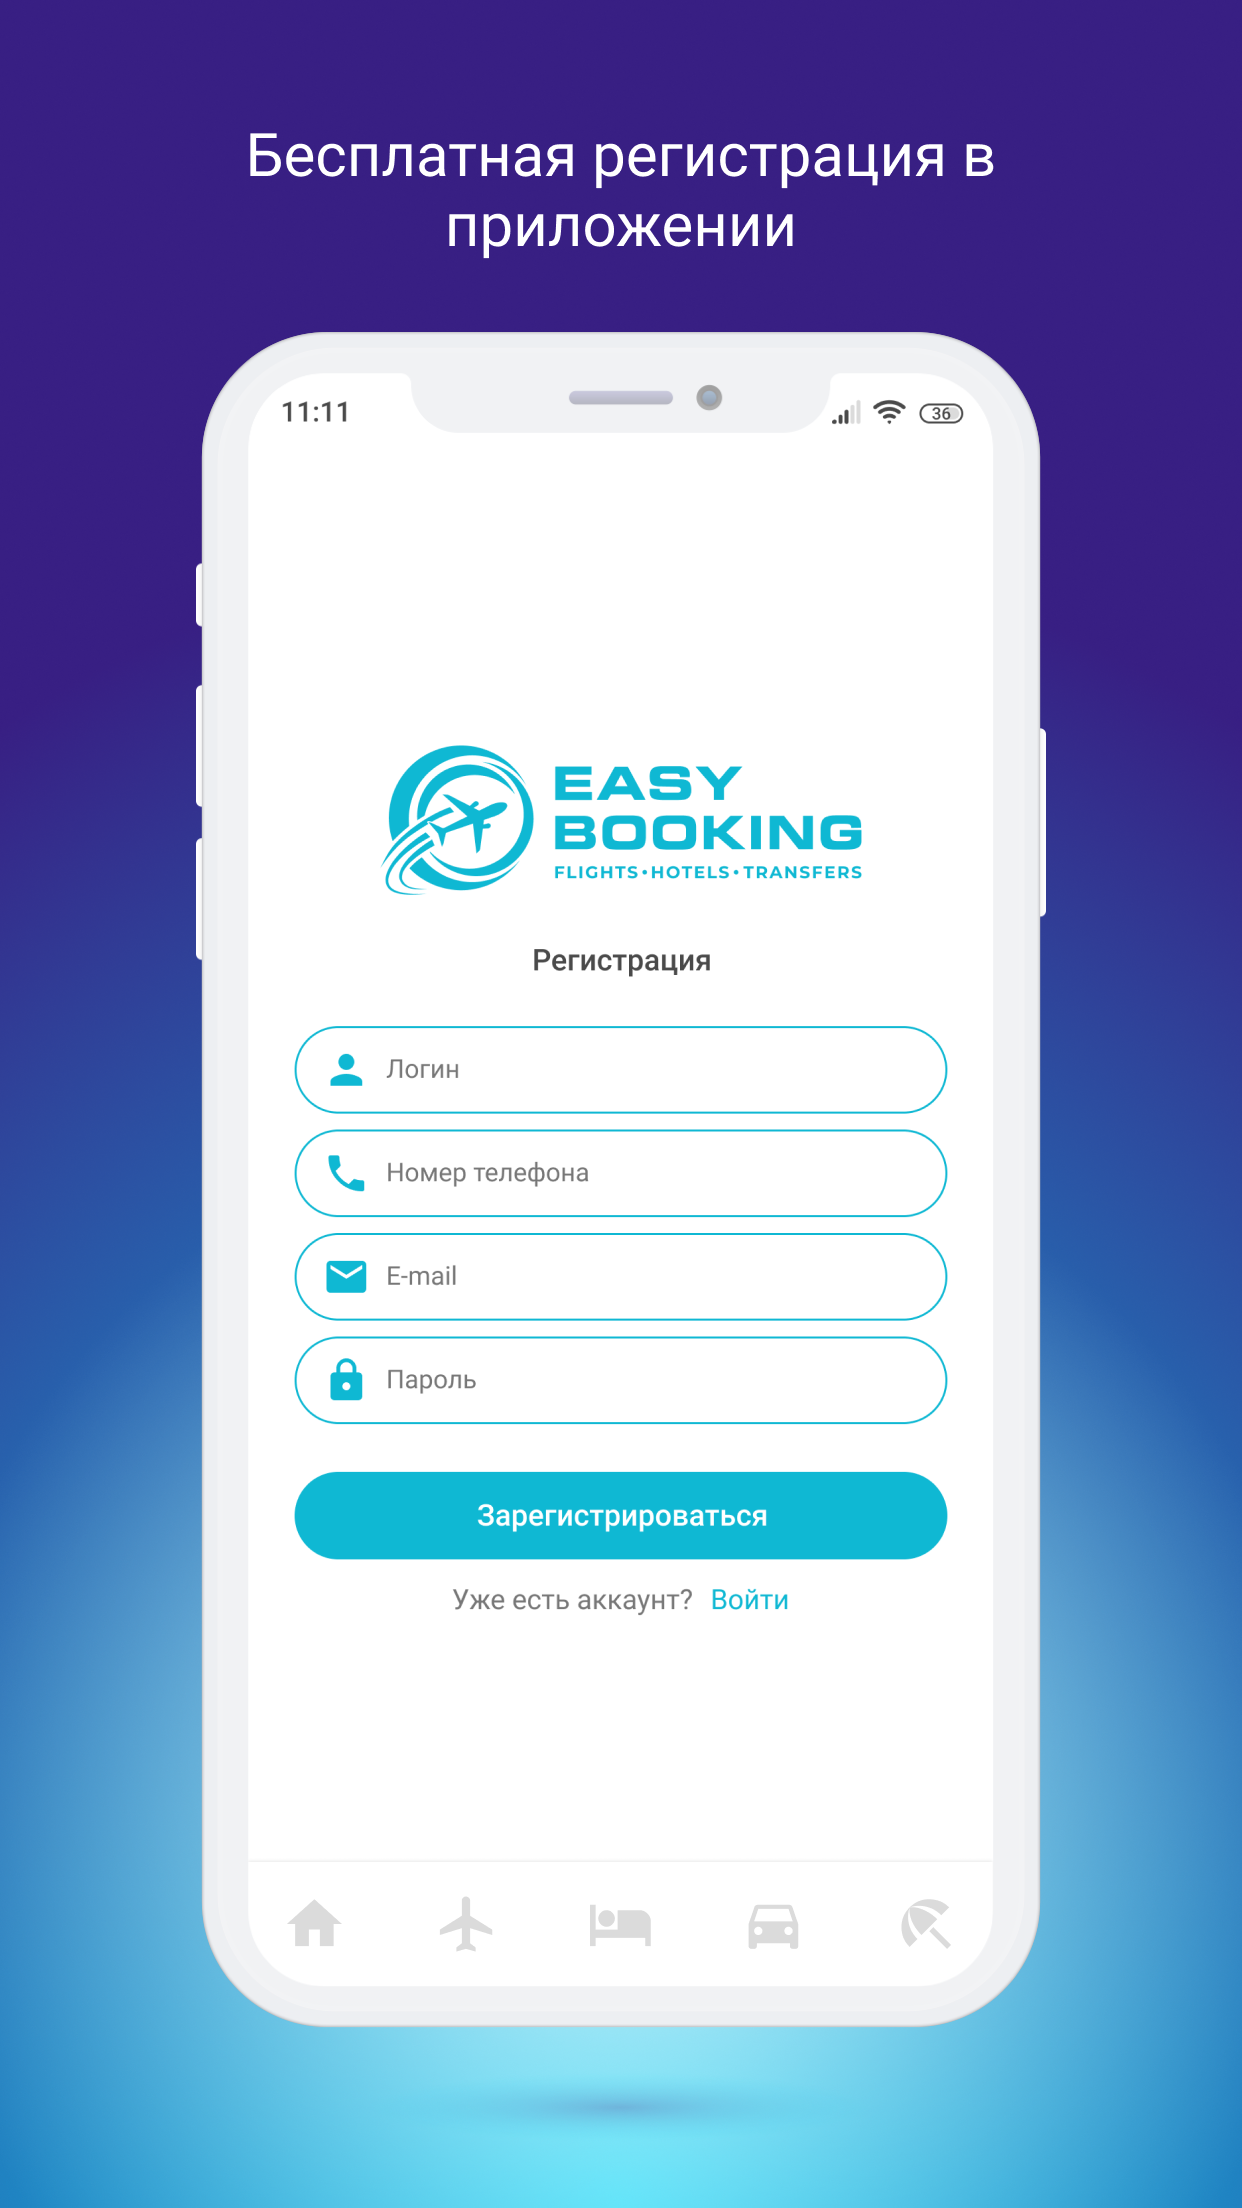 Бесплатная регистрация в
приложении
11:11
36
EASY
BOOKING
FLIGHTS•HOTELS•TRANSFERS
Регистрация
Логин
Номер телефона
E-mail
Пароль
Зарегистрироваться
Уже есть аккаунт? Войти